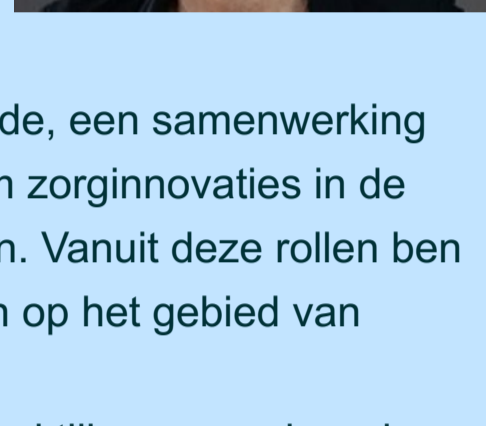 de, een samenwerking
zorginnovaties in de
n. Vanuit deze rollen ben
op het gebied van